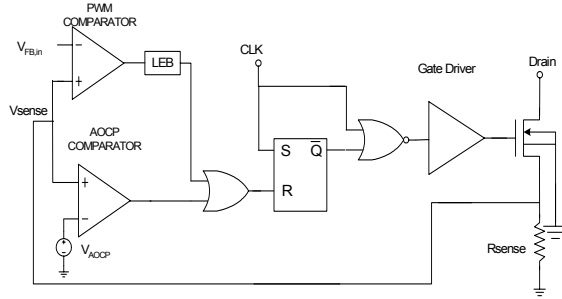 PWM
COMPARATOR
V_FB,in
LEB
Vsense
AOCP
COMPARATOR
V_AOCP
CLK
S
Q̅
R
Gate Driver
Drain
Rsense